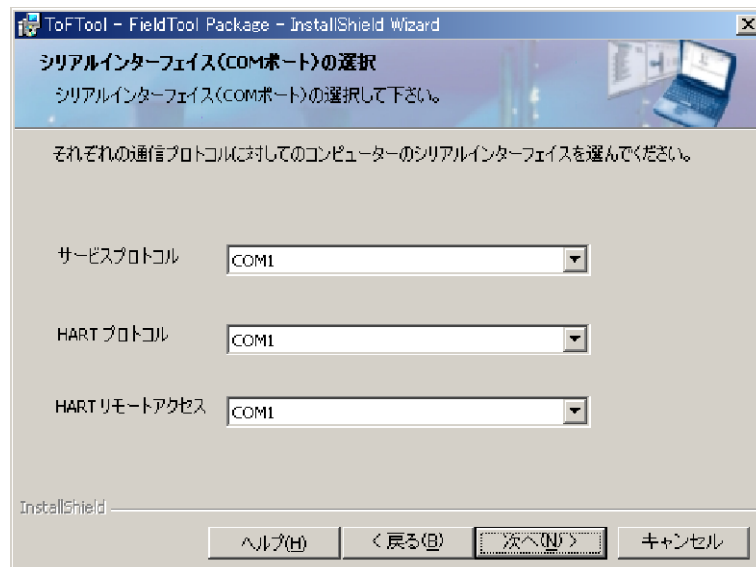 ToFTool - FieldTool Package - InstallShield Wizard
シリアルインターフェイス(COMポート)の選択
シリアルインターフェイス(COMポート)の選択して下さい。
それぞれの通信プロトコルに対してのコンピューターのシリアルインターフェイスを選んでください。
サービスプロトコル
COM1
HART プロトコル
COM1
HART リモートアクセス
COM1
InstallShield
ヘルプ(H)
< 戻る(B)
次へ(N) >
キャンセル